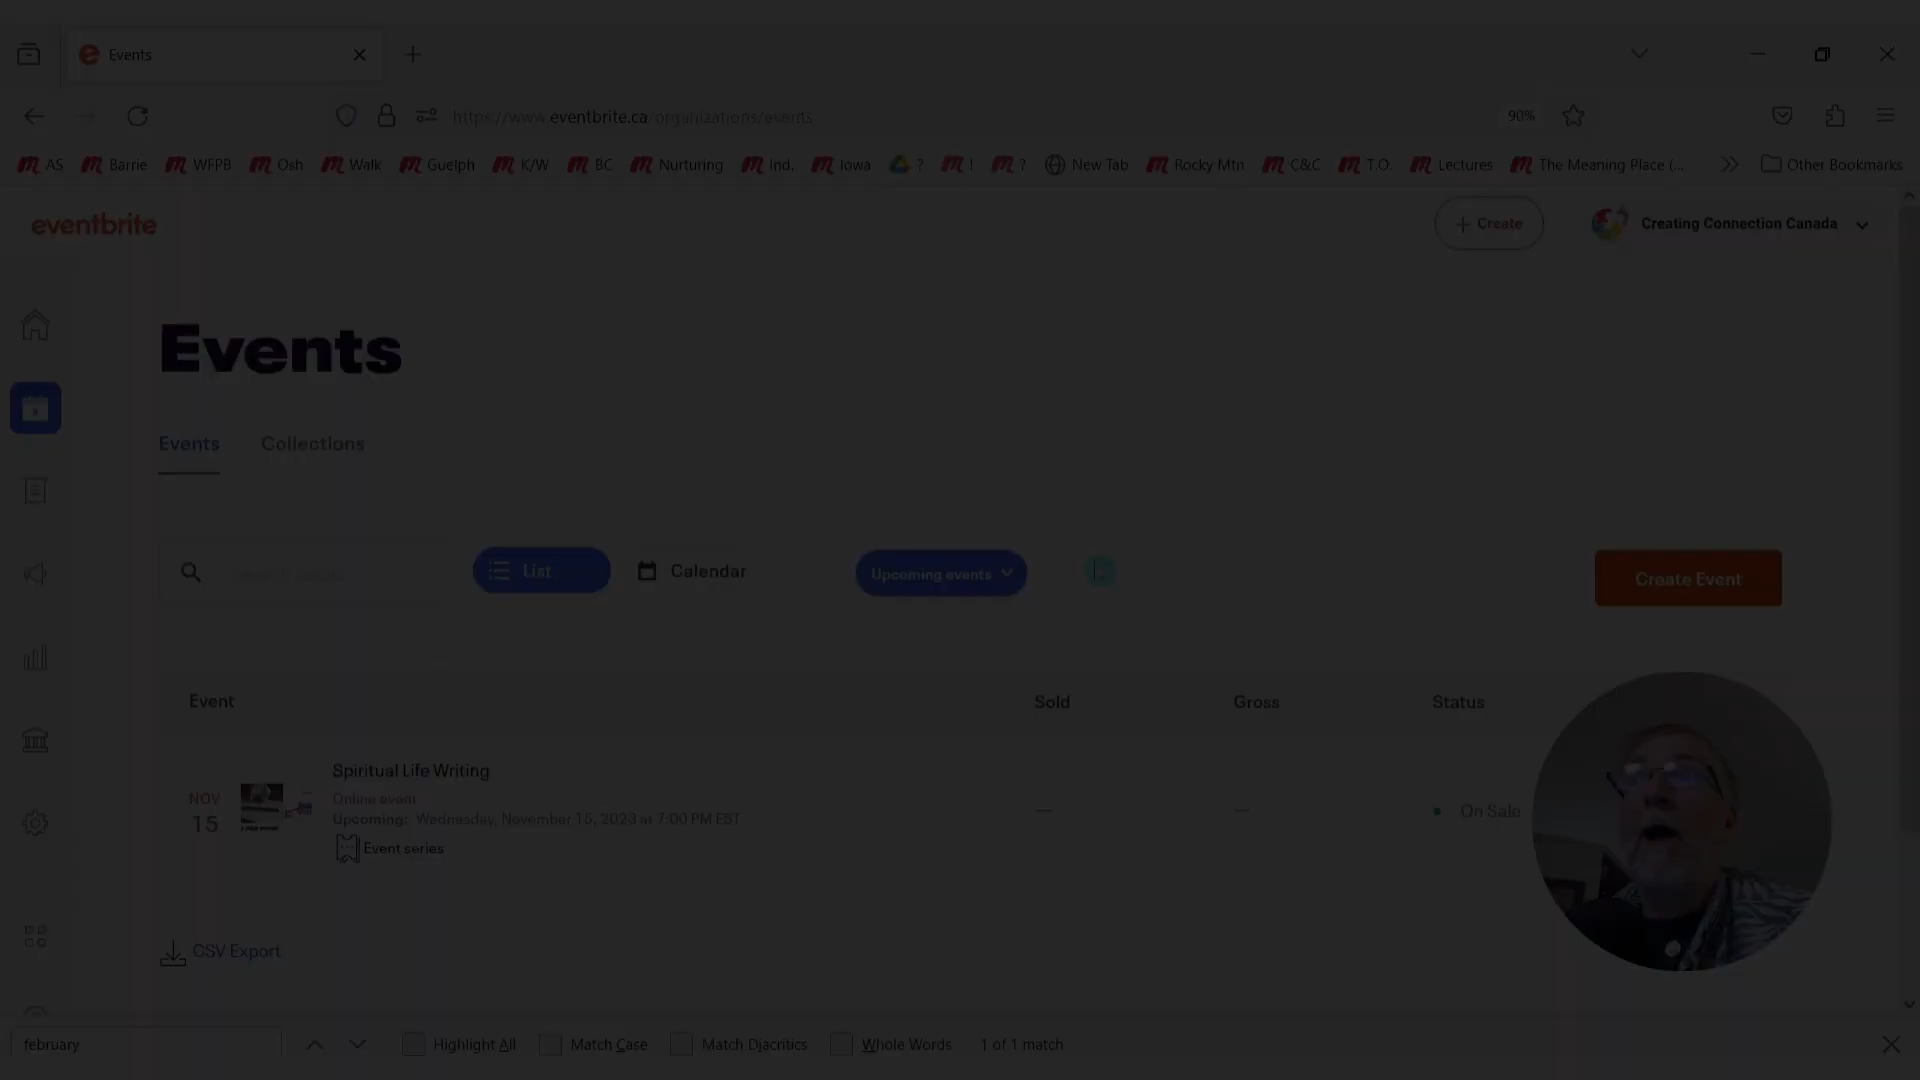 Events
https://www.eventbrite.ca/organizations/events
90%
AS Barrie WFPB Osh Walk Guelph K/W BC Nurturing Ind. Iowa ? ! ? New Tab Rocky Mtn C&C T.O. Lectures The Meaning Place (... Other Bookmarks
eventbrite
Create
Creating Connection Canada
Events
Events Collections
List Calendar Upcoming events Create Event
Event Sold Gross Status
NOV
15
Spiritual Life Writing
Online event
Upcoming: Wednesday, November 15, 2023 at 7:00 PM EST
Event series
— — On Sale
CSV Export
february Highlight All Match Case Match Diacritics Whole Words 1 of 1 match